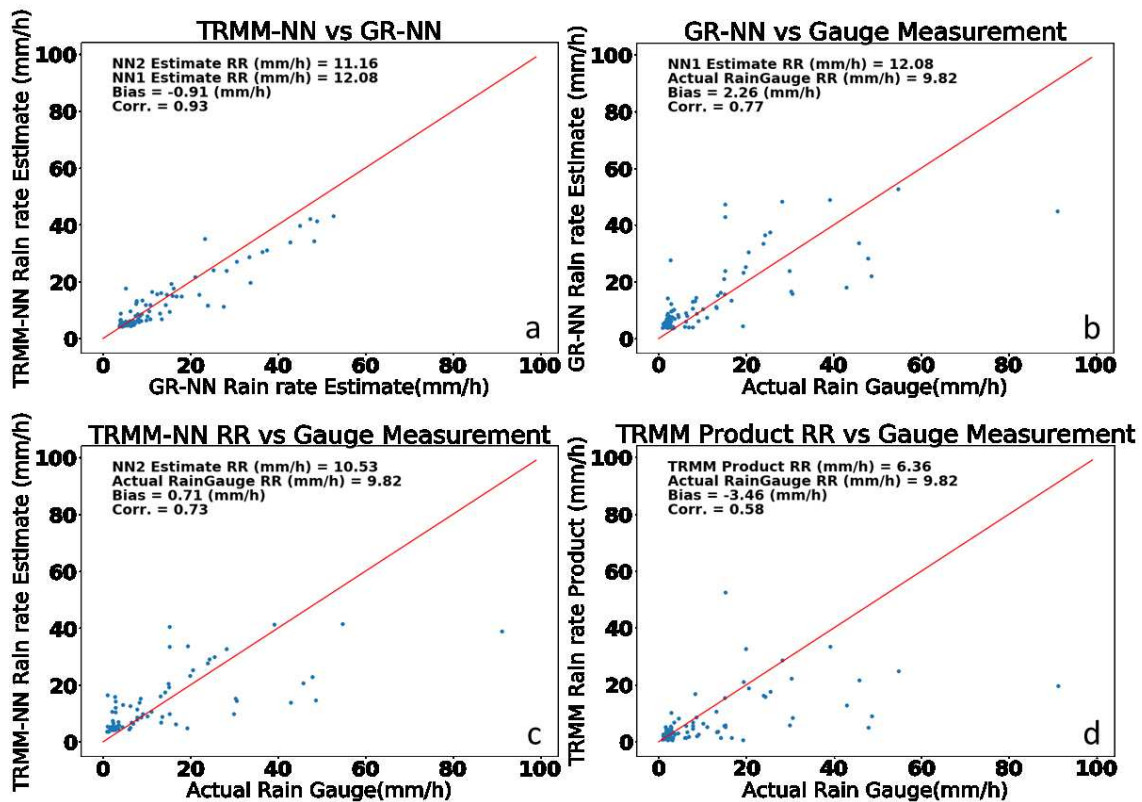 TRMM-NN vs GR-NN
NN2 Estimate RR (mm/h) = 11.16
NN1 Estimate RR (mm/h) = 12.08
Bias = -0.91 (mm/h)
Corr. = 0.93
TRMM-NN Rain rate Estimate (mm/h)
100
80
60
40
20
0
a
0 20 40 60 80 100
GR-NN Rain rate Estimate(mm/h)
GR-NN vs Gauge Measurement
NN1 Estimate RR (mm/h) = 12.08
Actual RainGauge RR (mm/h) = 9.82
Bias = 2.26 (mm/h)
Corr. = 0.77
GR-NN Rain rate Estimate (mm/h)
100
80
60
40
20
0
b
0 20 40 60 80 100
Actual Rain Gauge(mm/h)
TRMM-NN RR vs Gauge Measurement
NN2 Estimate RR (mm/h) = 10.53
Actual RainGauge RR (mm/h) = 9.82
Bias = 0.71 (mm/h)
Corr. = 0.73
TRMM-NN Rain rate Estimate (mm/h)
100
80
60
40
20
0
c
0 20 40 60 80 100
Actual Rain Gauge(mm/h)
TRMM Product RR vs Gauge Measurement
TRMM Product RR (mm/h) = 6.36
Actual RainGauge RR (mm/h) = 9.82
Bias = -3.46 (mm/h)
Corr. = 0.58
TRMM Rain rate Product (mm/h)
100
80
60
40
20
0
d
0 20 40 60 80 100
Actual Rain Gauge(mm/h)